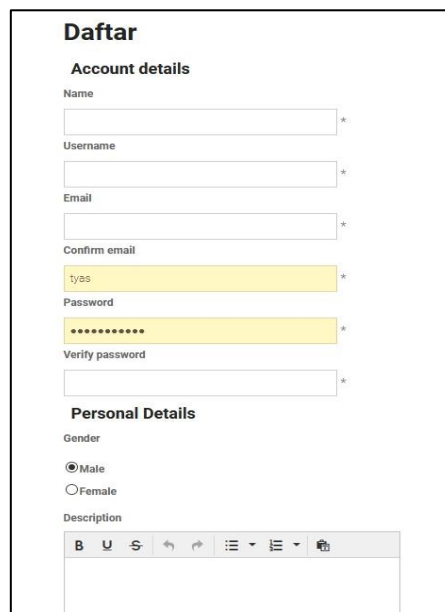 Daftar
Account details
Name
*
Username
*
Email
*
Confirm email
tyas *
Password
*
Verify password
*
Personal Details
Gender
Male
Female
Description
B U S